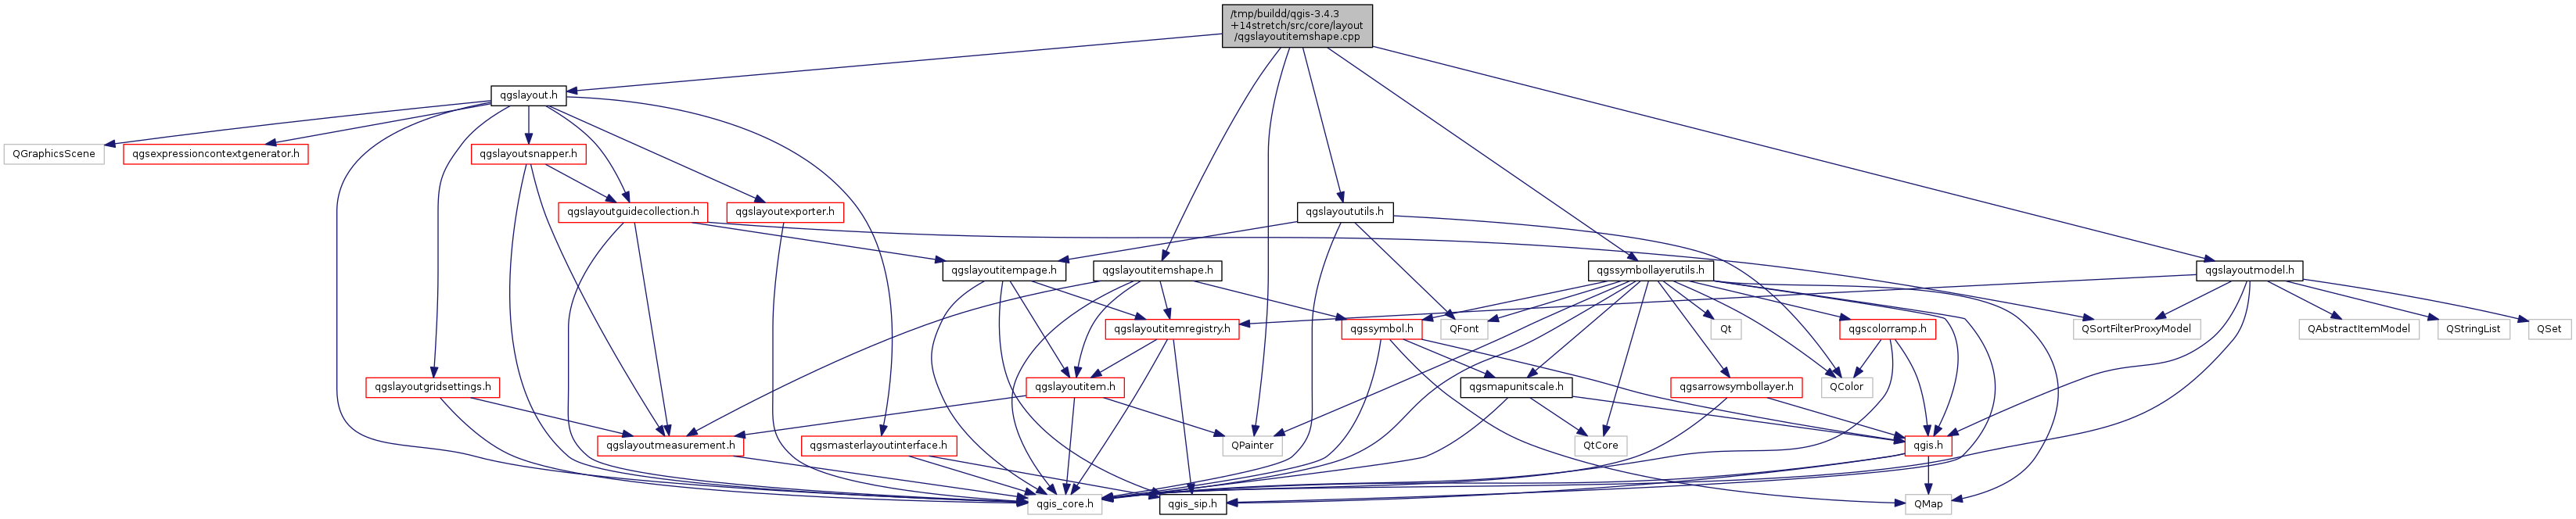 /tmp/buildd/qgis-3.4.3
+14stretch/src/core/layout
/qgslayoutitemshape.cpp
qgslayout.h
QGraphicsScene
qgsexpressioncontextgenerator.h
qgslayoutsnapper.h
qgslayoutguidecollection.h
qgslayoutexporter.h
qgslayoututils.h
qgslayoutitempage.h
qgslayoutitemshape.h
qgssymbollayerutils.h
qgslayoutmodel.h
qgslayoutitemregistry.h
qgssymbol.h
QFont
Qt
qgscolorramp.h
QSortFilterProxyModel
QAbstractItemModel
QStringList
QSet
qgslayoutgridsettings.h
qgslayoutitem.h
qgsmapunitscale.h
qgsarrowsymbollayer.h
QColor
qgslayoutmeasurement.h
qgsmasterlayoutinterface.h
QPainter
QtCore
qgis.h
qgis_core.h
qgis_sip.h
QMap